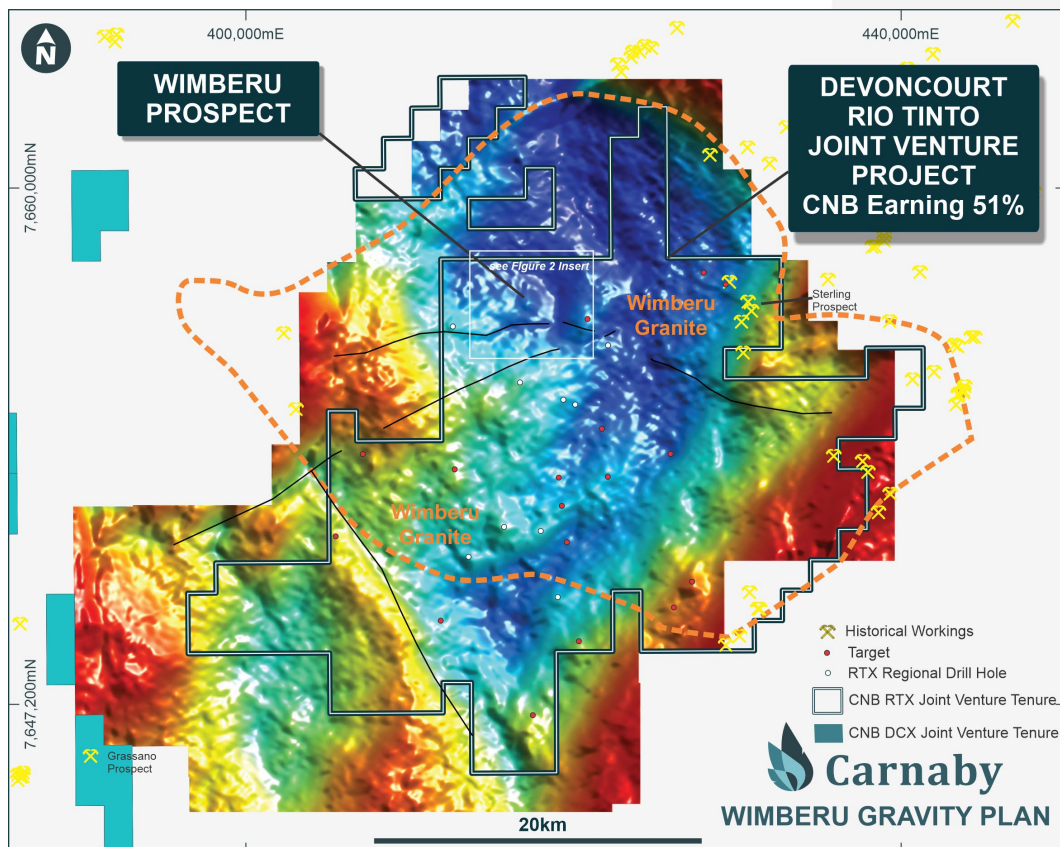 400,000mE
440,000mE
N
WIMBERU
PROSPECT
DEVONCOURT
RIO TINTO
JOINT VENTURE
PROJECT
CNB Earning 51%
7,660,000mN
see FIgure 2 Insert
Wimberu
Granite
Sterling
Prospect
Wimberu
Granite
7,647,200mN
Historical Workings
Target
RTX Regional Drill Hole
CNB RTX Joint Venture Tenure
CNB DCX Joint Venture Tenure
Grassano
Prospect
Carnaby
WIMBERU GRAVITY PLAN
20km